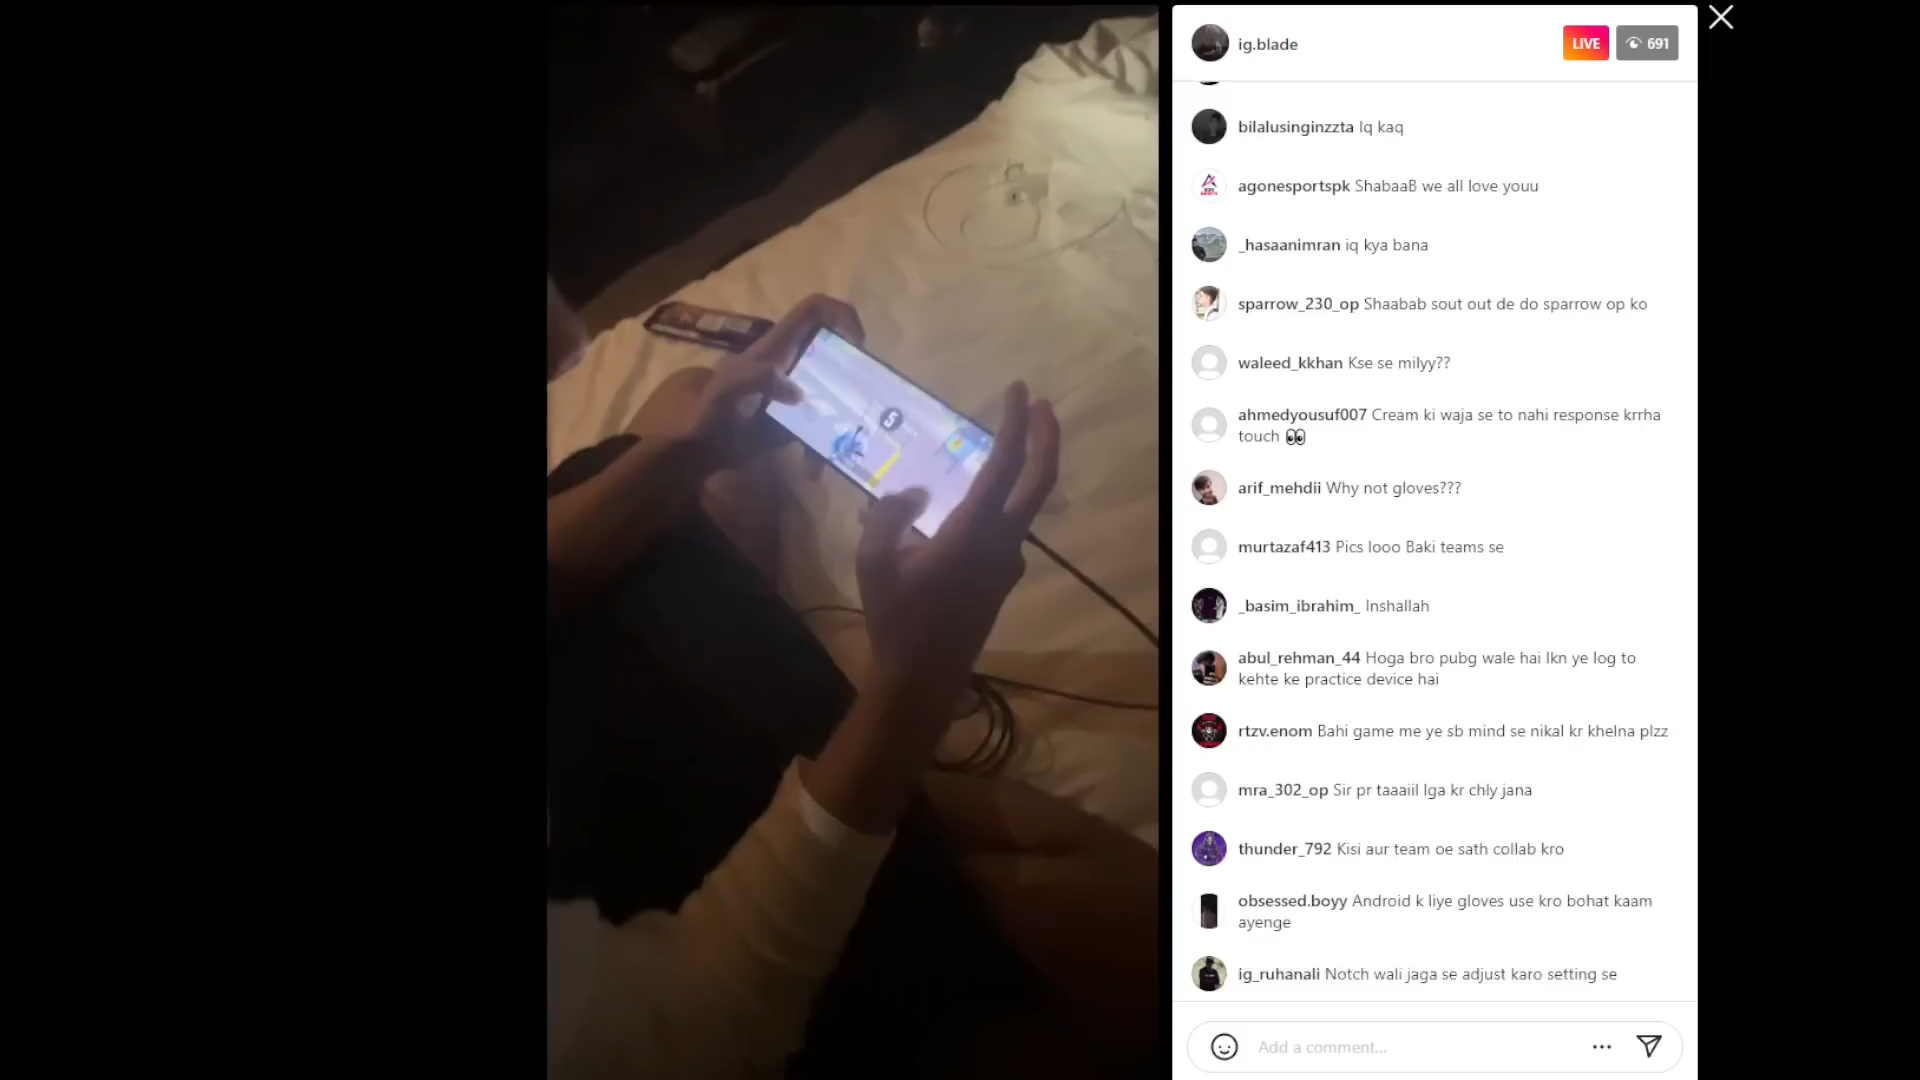 ig.blade
LIVE
691
bilalusinginzzta Iq kaq
agonesportspk ShabaaB we all love youu
_hasaanimran iq kya bana
sparrow_230_op Shaabab sout out de do sparrow op ko
waleed_kkhan Kse se milyy??
ahmedyousuf007 Cream ki waja se to nahi response krrha
touch 👀
arif_mehdii Why not gloves???
murtazaf413 Pics looo Baki teams se
_basim_ibrahim_ Inshallah
abul_rehman_44 Hoga bro pubg wale hai lkn ye log to
kehte ke practice device hai
rtzv.enom Bahi game me ye sb mind se nikal kr khelna plzz
mra_302_op Sir pr taaaiil lga kr chly jana
thunder_792 Kisi aur team oe sath collab kro
obsessed.boyy Android k liye gloves use kro bohat kaam
ayenge
ig_ruhanali Notch wali jaga se adjust karo setting se
Add a comment...
5